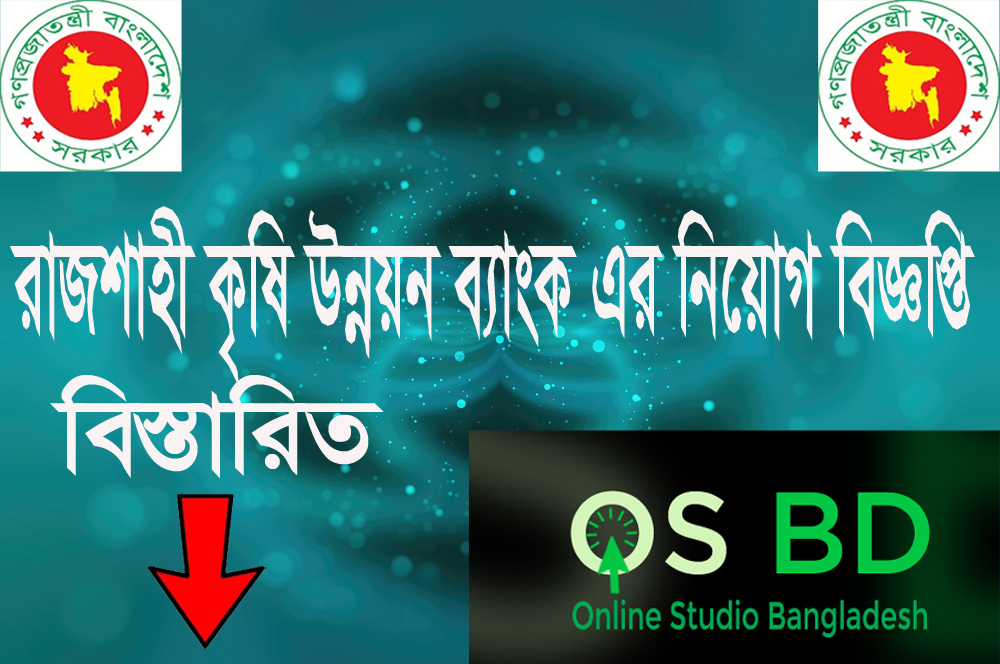 গণপ্রজাতন্ত্রী বাংলাদেশ
সরকার
গণপ্রজাতন্ত্রী বাংলাদেশ
সরকার
রাজশাহী কৃষি উন্নয়ন ব্যাংক এর নিয়োগ বিজ্ঞপ্তি
বিস্তারিত
OS BD
Online Studio Bangladesh